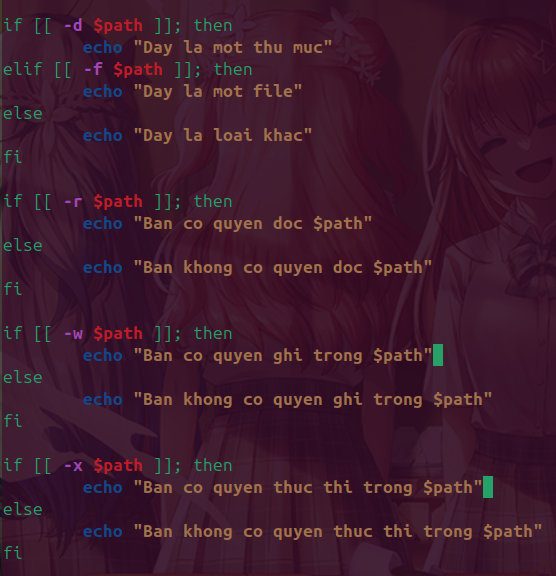 if [[ -d $path ]]; then
        echo "Day la mot thu muc"
elif [[ -f $path ]]; then
        echo "Day la mot file"
else
        echo "Day la loai khac"
fi

if [[ -r $path ]]; then
        echo "Ban co quyen doc $path"
else
        echo "Ban khong co quyen doc $path"
fi

if [[ -w $path ]]; then
        echo "Ban co quyen ghi trong $path"
else
        echo "Ban khong co quyen ghi trong $path"
fi

if [[ -x $path ]]; then
        echo "Ban co quyen thuc thi trong $path"
else
        echo "Ban khong co quyen thuc thi trong $path"
fi